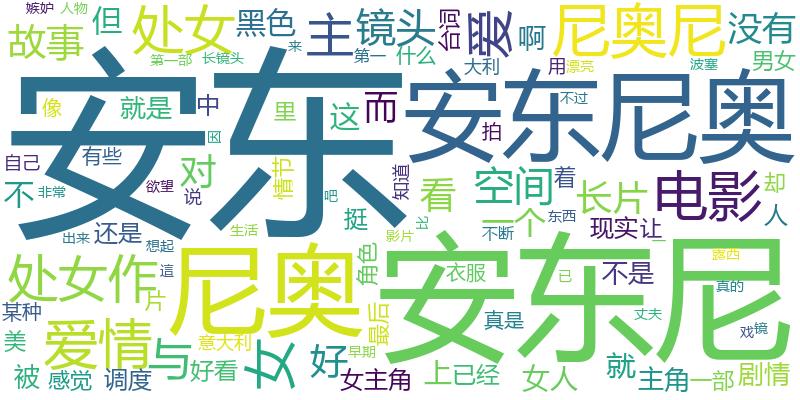 嫉妒 人物 但 处女 黑色 主 镜头 台词 爱 啊 尼奥尼 没有
故事 第一部 来 长镜头 第一 什么 大利 用 漂亮 波塞 男女
安东 安东尼奥
像 就是 中 里 这 而 拍 不过
自己 有些 对 情节 知道 看 空间 着 长片 电影 却
不 非常 欲望 说 困 吧 挺 一个 现实 让 人
出来 还是 想起 生活 影片 比 不断 东西 一
处女作 這 尼奥 角色 安东尼 衣服 已 不是 露西
某种 片 真是 真的
美 爱情 意大利 最后 丈夫 戏 镜
被 感觉 调度 与 好看 女 好 早期 女主角 上 已经 女人 就 主角 一部 剧情